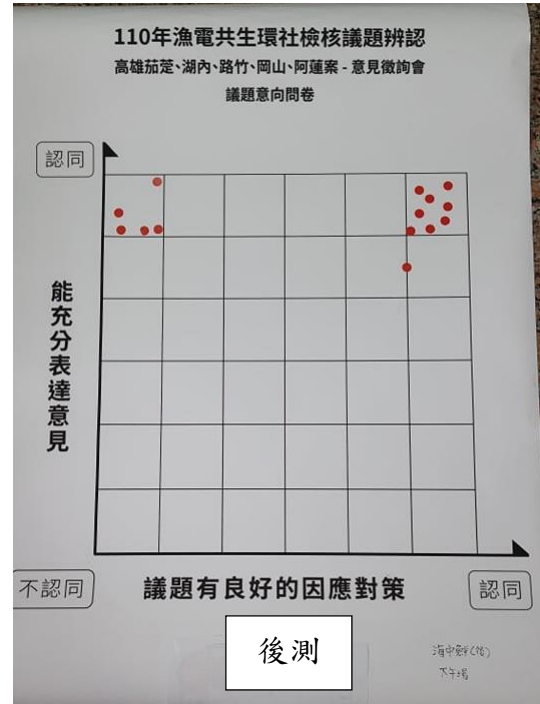 110年漁電共生環社檢核議題辨認
高雄茄萣、湖內、路竹、岡山、阿蓮案 - 意見徵詢會
議題意向問卷
認同
能充分表達意見
不認同
議題有良好的因應對策
認同
後測
下午場